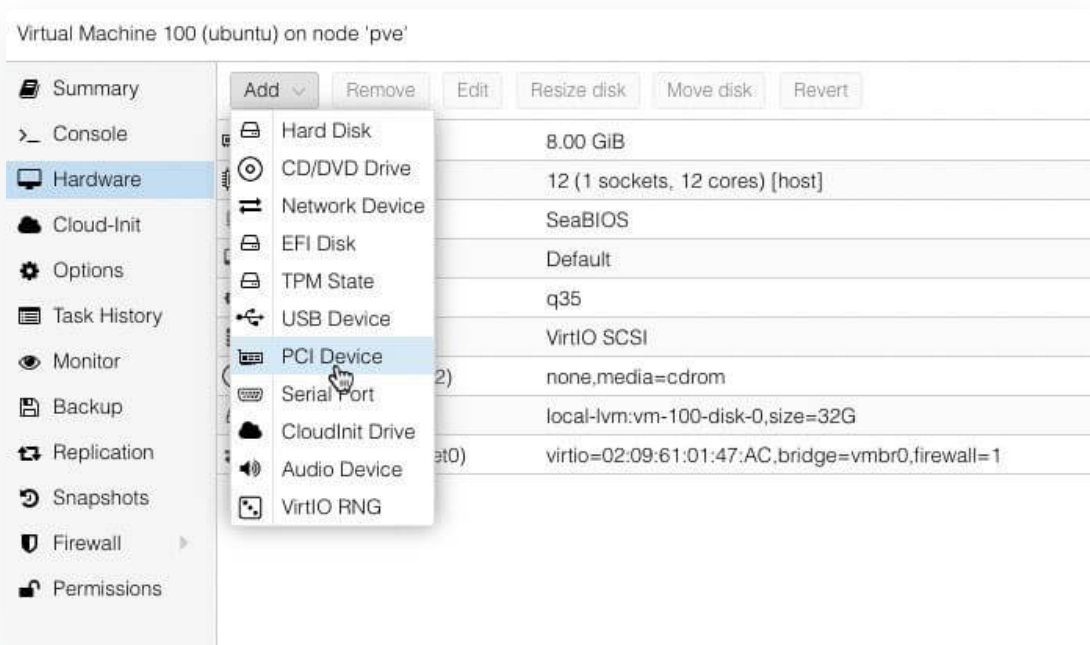 Virtual Machine 100 (ubuntu) on node 'pve'
Summary
Console
Hardware
Cloud-Init
Options
Task History
Monitor
Backup
Replication
Snapshots
Firewall
Permissions
Add Remove Edit Resize disk Move disk Revert
Hard Disk
CD/DVD Drive
Network Device
EFI Disk
TPM State
USB Device
PCI Device
Serial Port
CloudInit Drive
Audio Device
VirtIO RNG
8.00 GiB
12 (1 sockets, 12 cores) [host]
SeaBIOS
Default
q35
VirtIO SCSI
2) none,media=cdrom
local-lvm:vm-100-disk-0,size=32G
et0) virtio=02:09:61:01:47:AC,bridge=vmbr0,firewall=1